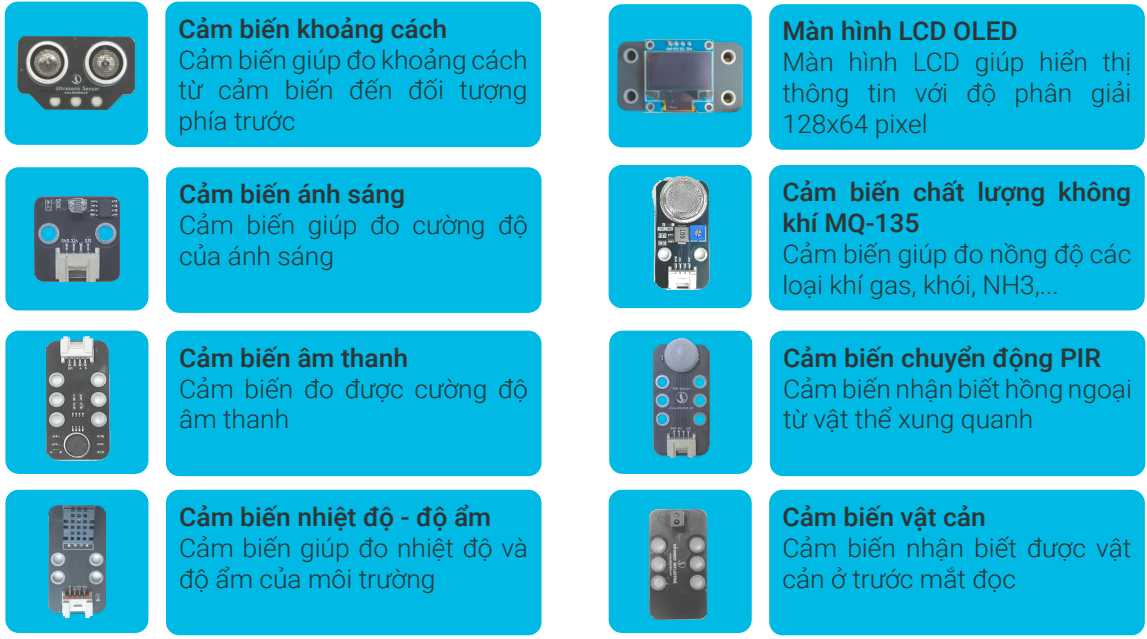 Cảm biến khoảng cách
Cảm biến giúp đo khoảng cách
từ cảm biến đến đối tượng
phía trước
Ultrasonic Sensor
Cảm biến ánh sáng
Cảm biến giúp đo cường độ
của ánh sáng
Cảm biến âm thanh
Cảm biến đo được cường độ
âm thanh
Cảm biến nhiệt độ - độ ẩm
Cảm biến giúp đo nhiệt độ và
độ ẩm của môi trường
Màn hình LCD OLED
Màn hình LCD giúp hiển thị
thông tin với độ phân giải
128x64 pixel
Cảm biến chất lượng không
khí MQ-135
Cảm biến giúp đo nồng độ các
loại khí gas, khói, NH3,...
Cảm biến chuyển động PIR
Cảm biến nhận biết hồng ngoại
từ vật thể xung quanh
Cảm biến vật cản
Cảm biến nhận biết được vật
cản ở trước mắt đọc